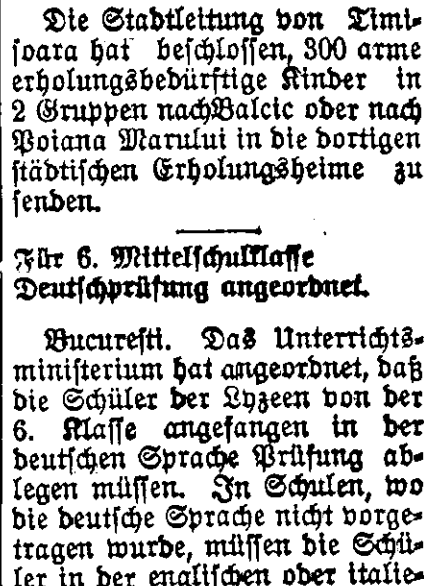 Die Stadtleitung von Timi-
soara hat beschlossen, 300 arme
erholungsbedürftige Kinder in
2 Gruppen nachBalcic oder nach
Poiana Marului in die dortigen
städtischen Erholungsheime zu
senden.
Für 6. Mittelschulklasse
Deutschprüfung angeordnet.
Bucuresti. Das Unterrichts-
ministerium hat angeordnet, daß
die Schüler der Lyzeen von der
6. Klasse angefangen in der
deutschen Sprache Prüfung ab-
legen müssen. In Schulen, wo
die deutsche Sprache nicht vorge-
tragen wurde, müssen die Schü-
ler in der englischen oder italie-